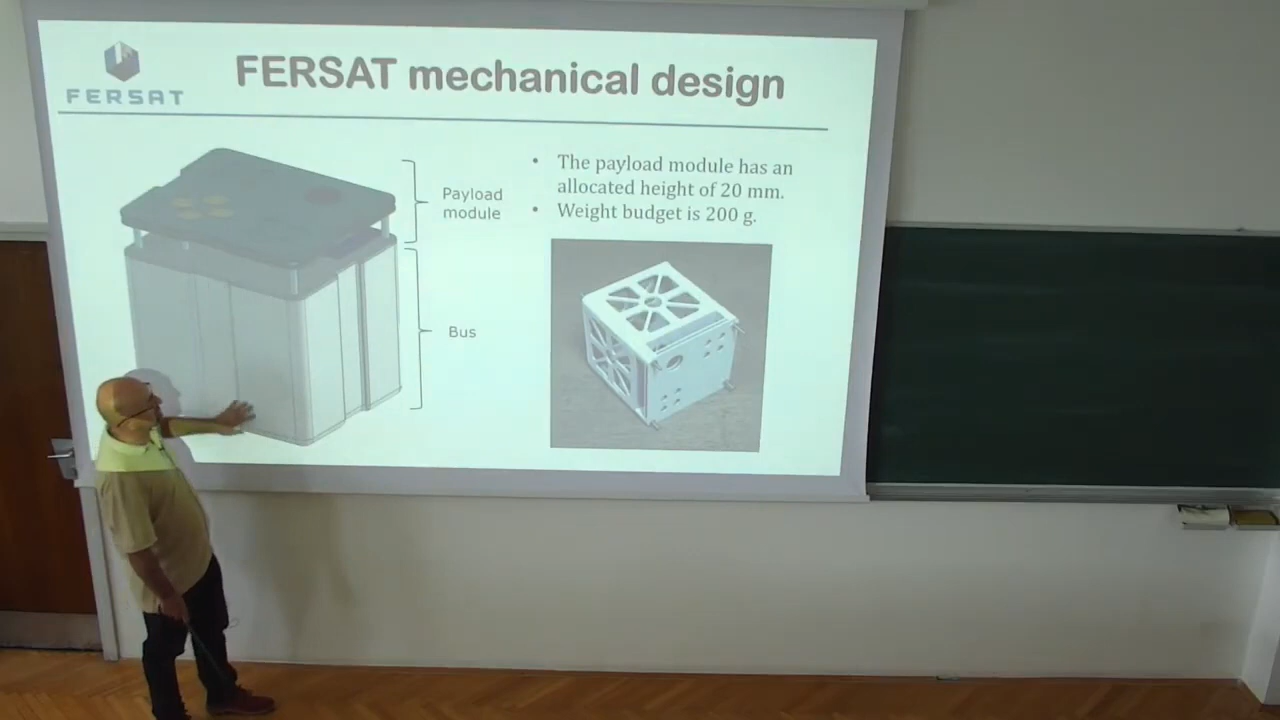 FERSAT
FERSAT mechanical design
Payload
module
Bus
• The payload module has an
allocated height of 20 mm.
• Weight budget is 200 g.